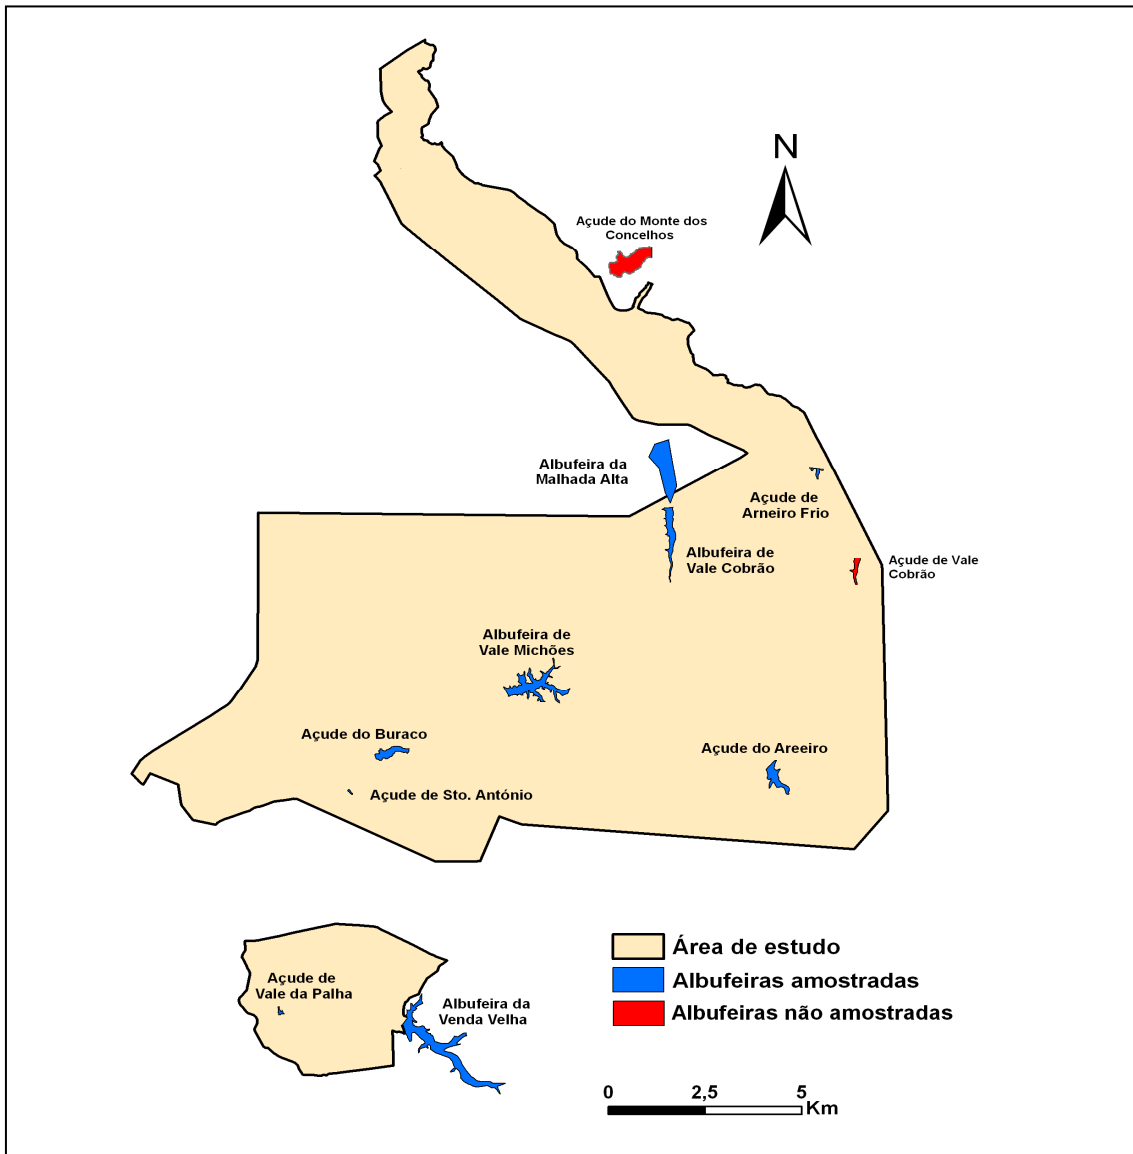 N
Açude do Monte dos
Concelhos
Albufeira da
Malhada Alta
Açude de
Arneiro Frio
Albufeira de
Vale Cobrão
Açude de Vale
Cobrão
Albufeira de
Vale Michões
Açude do Buraco
Açude do Areeiro
Açude de Sto. António
Açude de
Vale da Palha
Albufeira da
Venda Velha
Área de estudo
Albufeiras amostradas
Albufeiras não amostradas
0 2,5 5
Km